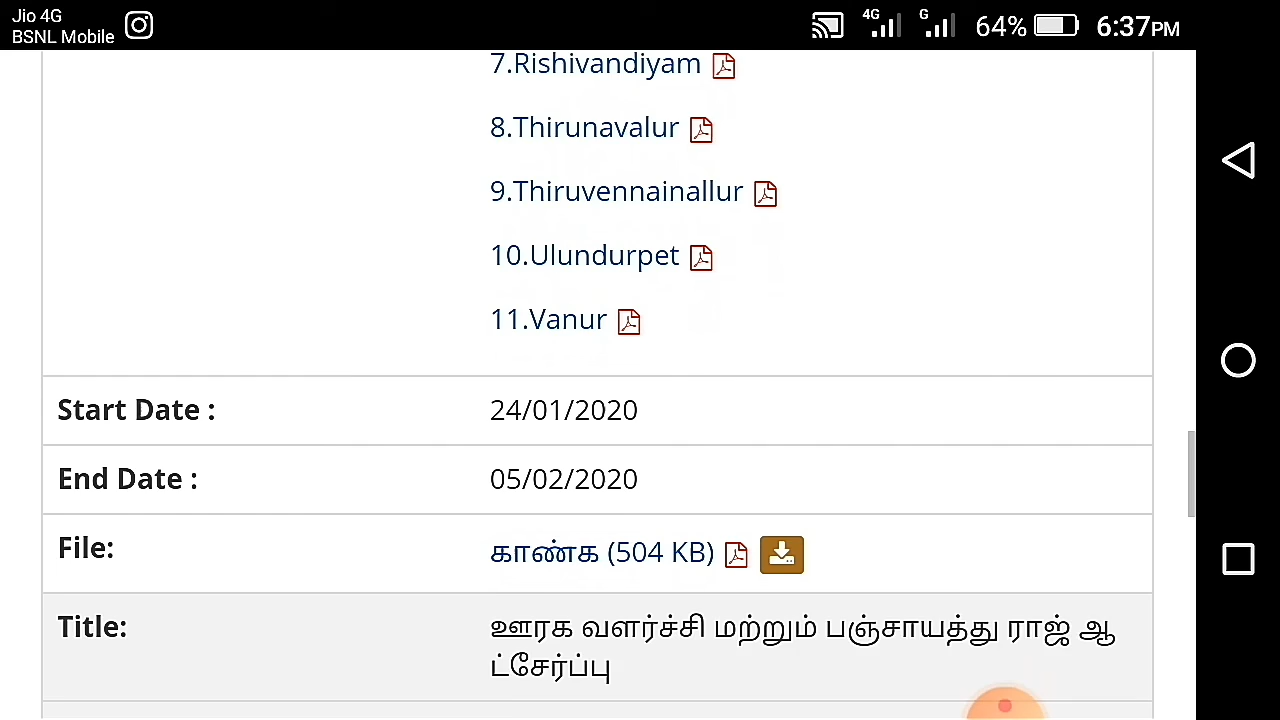 Jio 4G
BSNL Mobile
4G G 64% 6:37PM
7.Rishivandiyam
8.Thirunavalur
9.Thiruvennainallur
10.Ulundurpet
11.Vanur
Start Date : 24/01/2020
End Date : 05/02/2020
File: காண்க (504 KB)
Title: ஊரக வளர்ச்சி மற்றும் பஞ்சாயத்து ராஜ் ஆ
ட்சேர்ப்பு